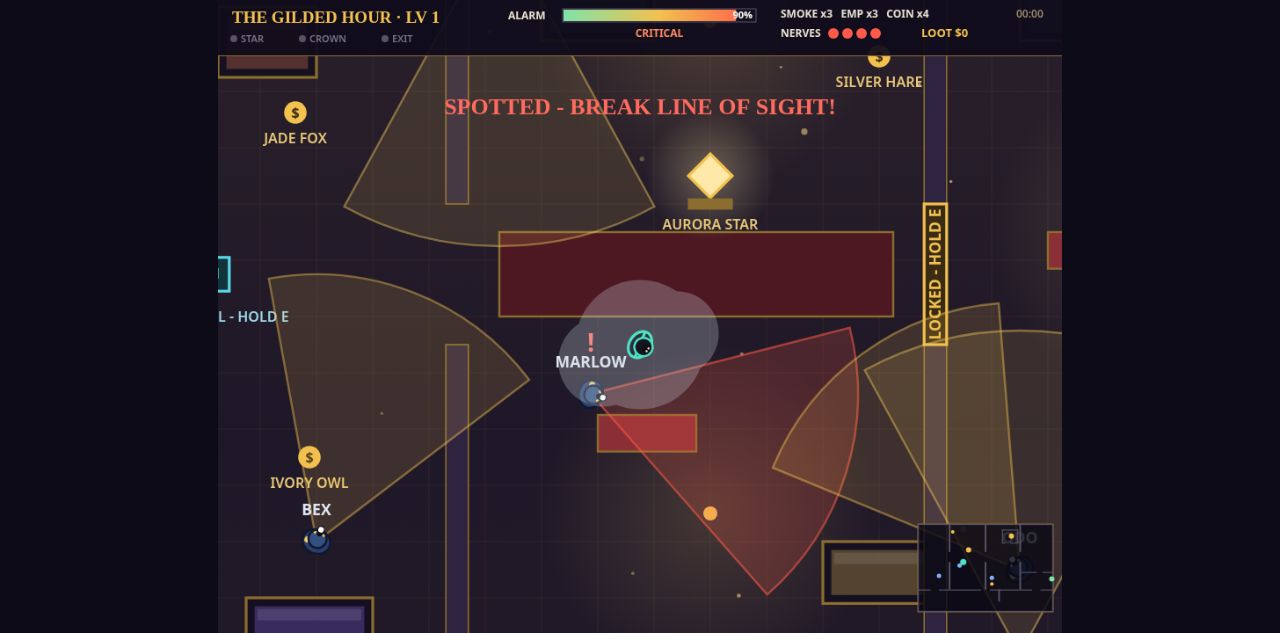 THE GILDED HOUR · LV 1
STAR
CROWN
EXIT
ALARM
90%
CRITICAL
SMOKE x3 EMP x3 COIN x4
NERVES
LOOT $0
00:00
$
SILVER HARE
SPOTTED - BREAK LINE OF SIGHT!
$
JADE FOX
AURORA STAR
LOCKED - HOLD E
L - HOLD E
!
MARLOW
$
IVORY OWL
BEX